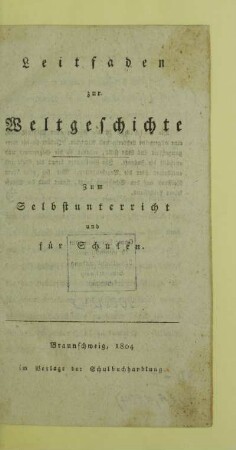 Leitfaden
zur
Weltgeschichte
Zum
Selbstunterricht
und
für Schulen.
Braunschweig, 1804
im Verlage der Schulbuchhandlung